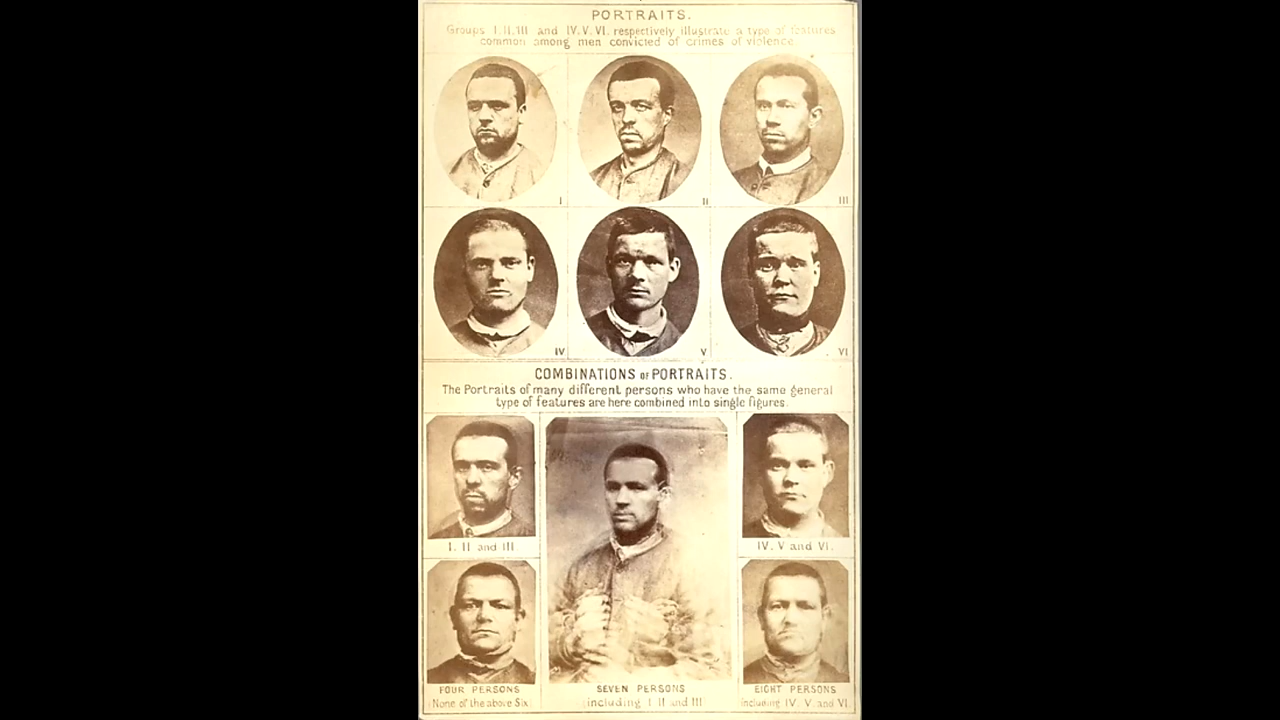 PORTRAITS.
Groups I.II.III and IV.V.VI. respectively illustrate a type of features
common among men convicted of crimes of violence.
I
II
III
IV
V
VI
COMBINATIONS OF PORTRAITS.
The Portraits of many different persons who have the same general
type of features are here combined into single figures.
I. II and III.
IV. V and VI.
FOUR PERSONS
None of the above Six.
SEVEN PERSONS
including I II and III
EIGHT PERSONS
including IV. V. and VI.